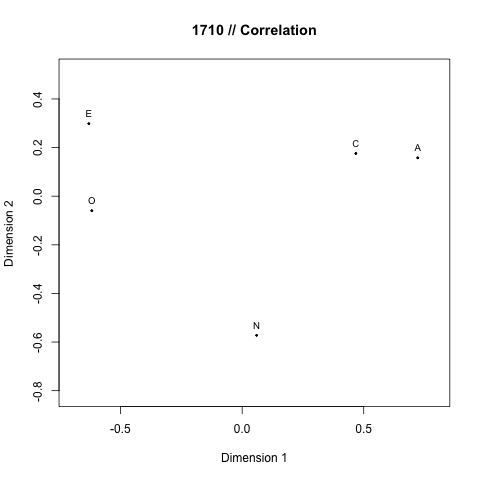 1710 // Correlation
E
C
A
O
N
0.4
0.2
0.0
-0.2
-0.4
-0.6
-0.8
Dimension 2
-0.5
0.0
0.5
Dimension 1